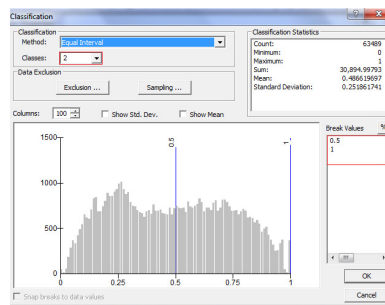 Classification
Classification
Method: Equal Interval
Classes: 2
Data Exclusion
Exclusion ... Sampling ...
Classification Statistics
Count: 63489
Minimum: 0
Maximum: 1
Sum: 30,894.99793
Mean: 0.486619697
Standard Deviation: 0.251861741
Columns: 100 Show Std. Dev. Show Mean
Break Values %
0.5
1
1500
1000
500
0
0.5
1
0 0.25 0.5 0.75 1
OK
Snap breaks to data values
Cancel